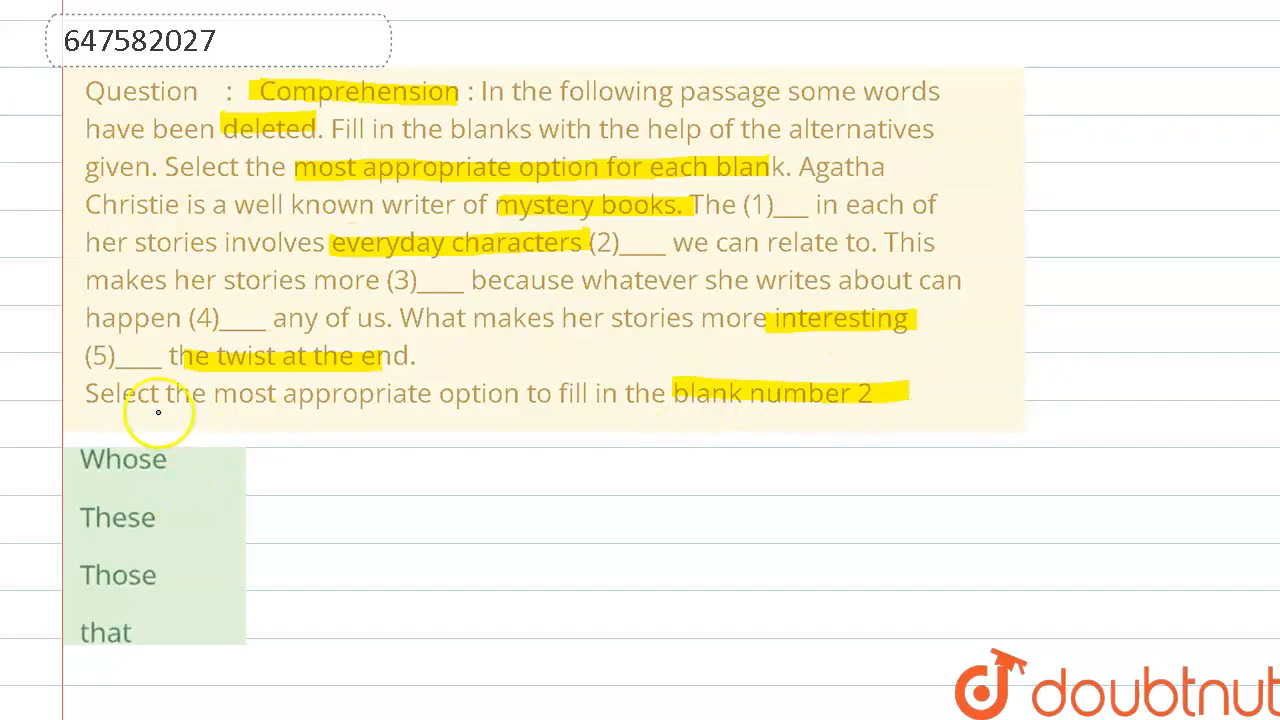 647582027
Question : Comprehension : In the following passage some words
have been deleted. Fill in the blanks with the help of the alternatives
given. Select the most appropriate option for each blank. Agatha
Christie is a well known writer of mystery books. The (1)___ in each of
her stories involves everyday characters (2)____ we can relate to. This
makes her stories more (3)____ because whatever she writes about can
happen (4)____ any of us. What makes her stories more interesting
(5)____ the twist at the end.
Select the most appropriate option to fill in the blank number 2
Whose
These
Those
that
doubtnut